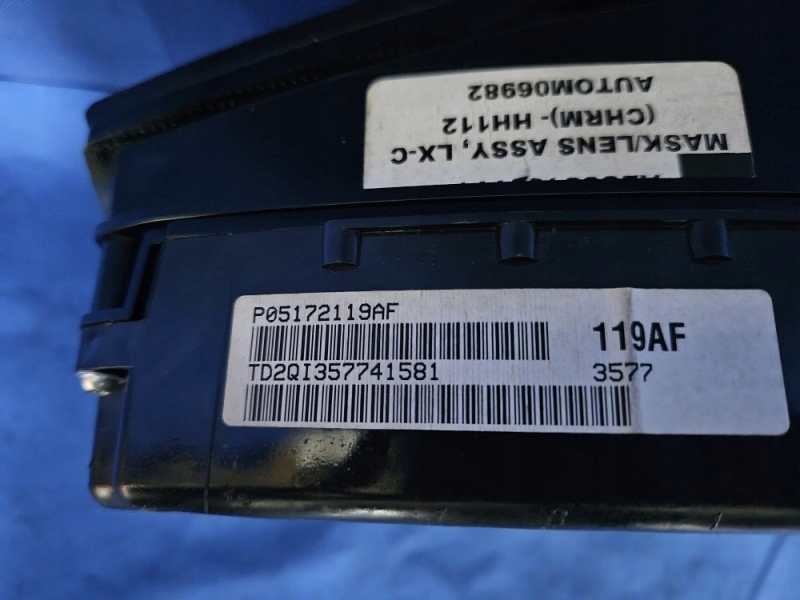 MASK/LENS ASSY, LX-C
(CHRM)- HH112
AUTOM06982
P05172119AF
119AF
TD2QI357741581
3577